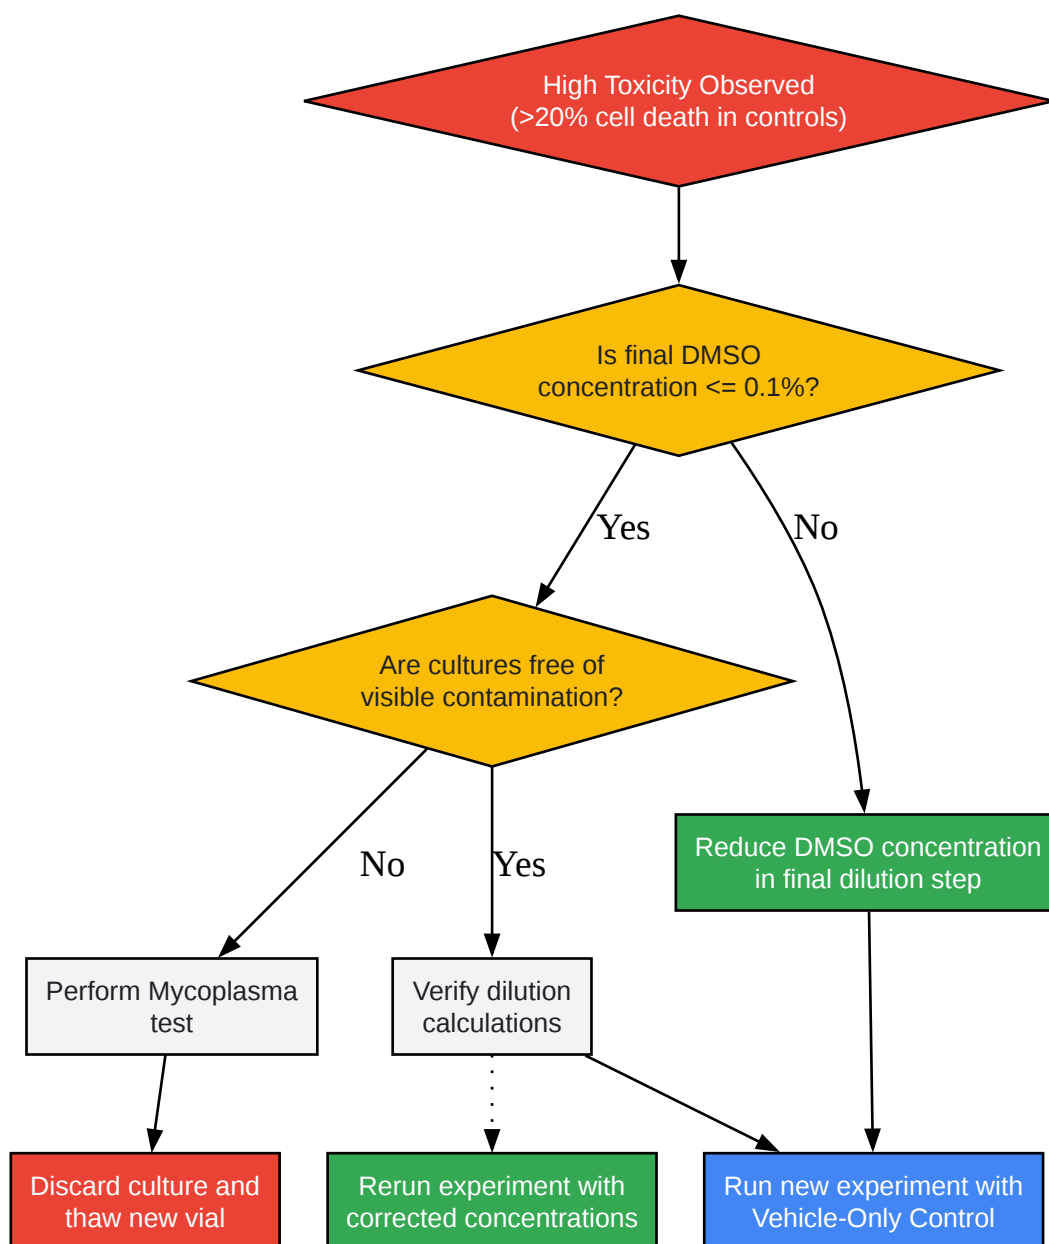 High Toxicity Observed
(>20% cell death in controls)
Is final DMSO
concentration <= 0.1%?
Yes
No
Are cultures free of
visible contamination?
No
Yes
Reduce DMSO concentration
in final dilution step
Perform Mycoplasma
test
Verify dilution
calculations
Discard culture and
thaw new vial
Rerun experiment with
corrected concentrations
Run new experiment with
Vehicle-Only Control